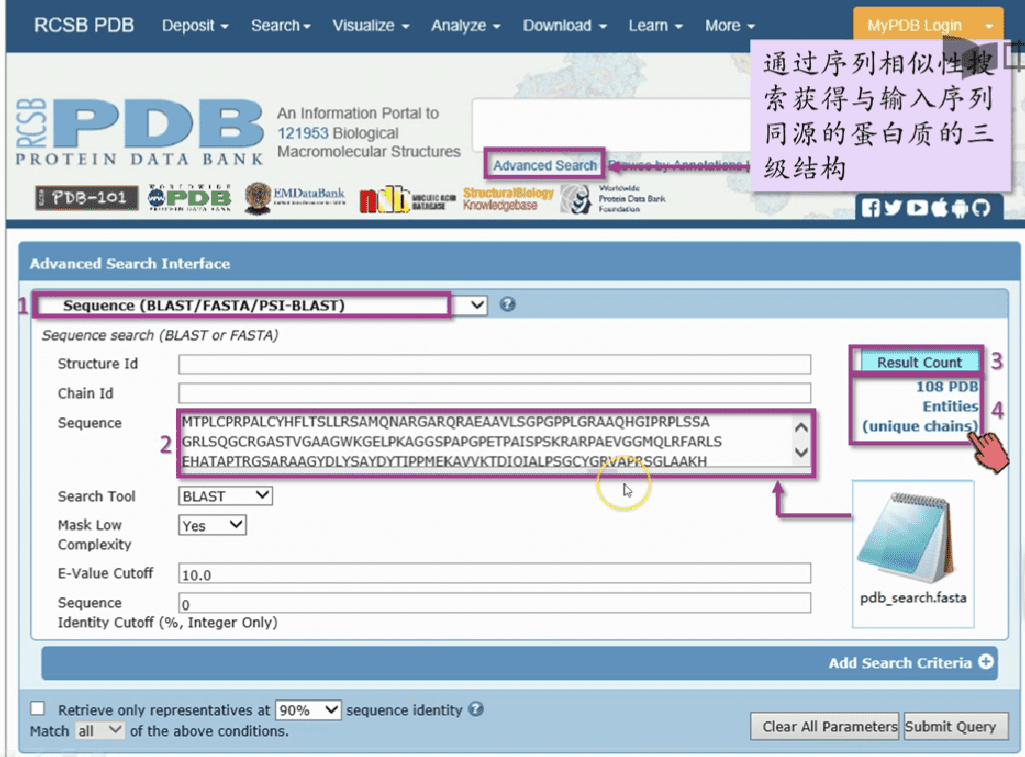 RCSB PDB Deposit Search Visualize Analyze Download Learn More MyPDB Login
通过序列相似性搜
索获得与输入序列
同源的蛋白质的三
级结构
RCSB PDB
PROTEIN DATA BANK
An Information Portal to
121953 Biological
Macromolecular Structures
Advanced Search Browse by Annotations
PDB-101
WORLDWIDE
PDB
PROTEIN DATA BANK
EMDataBank
NUCLEIC ACID
DATABASE
StructuralBiology
Knowledgebase
Worldwide
Protein Data Bank
Foundation
Advanced Search Interface
1 Sequence (BLAST/FASTA/PSI-BLAST) ?
Sequence search (BLAST or FASTA)
Structure Id
Chain Id
Sequence
2
MTPLCPRPALCYHFLTSLLRSAMQNARGARQRAEAAVLSGPGPPLGRAAQHGIPRPLSSA
GRLSQGCRGASTVGAAGWKGELPKAGGSPAPGPETPAISPSKRARPAEVGGMQLRFARLS
EHATAPTRGSARAAGYDLYSAYDYTIPPMEKAVVKTDIQIALPSGCYGRVAPRSGLAAKH
Result Count 3
108 PDB
Entities
(unique chains) 4
Search Tool BLAST
Mask Low
Complexity
Yes
E-Value Cutoff 10.0
Sequence
Identity Cutoff (%, Integer Only)
0
pdb_search.fasta
Add Search Criteria
Retrieve only representatives at 90% sequence identity ?
Match all of the above conditions.
Clear All Parameters Submit Query